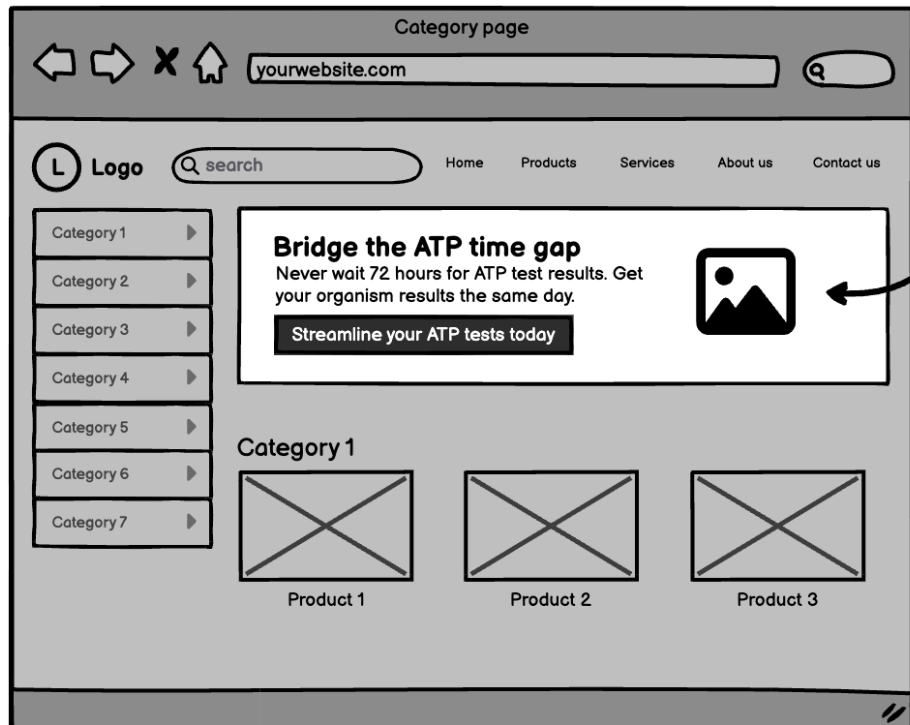 Category page
yourwebsite.com
L Logo
search
Home Products Services About us Contact us
Category 1
Category 2
Category 3
Category 4
Category 5
Category 6
Category 7
Bridge the ATP time gap
Never wait 72 hours for ATP test results. Get
your organism results the same day.
Streamline your ATP tests today
Category 1
Product 1 Product 2 Product 3